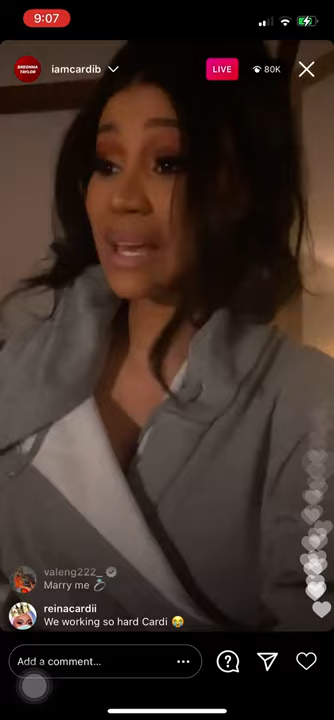 9:07
BREONNA
TAYLOR
iamcardib
LIVE
80K
valeng222_
Marry me 💍
reinacardii
We working so hard Cardi 😭
Add a comment...